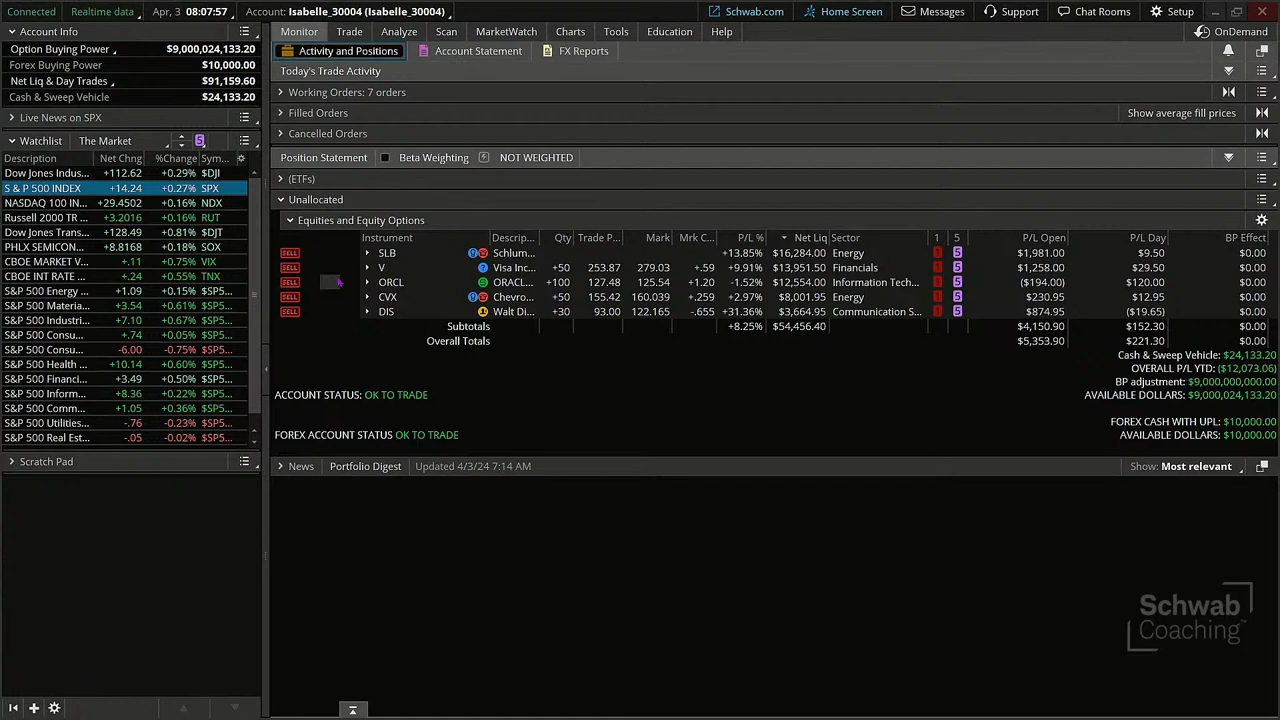 Connected Realtime data Apr, 3 08:07:57 Account: Isabelle_30004 (Isabelle_30004) Schwab.com Home Screen Messages Support Chat Rooms Setup
Account Info
Option Buying Power $9,000,024,133.20
Forex Buying Power $10,000.00
Net Liq & Day Trades $91,159.60
Cash & Sweep Vehicle $24,133.20
Live News on SPX
Watchlist The Market 5
Description Net Chng %Change Sym...
Dow Jones Indus... +112.62 +0.29% $DJI
S & P 500 INDEX +14.24 +0.27% SPX
NASDAQ 100 IN... +29.4502 +0.16% NDX
Russell 2000 TR ... +3.2016 +0.16% RUT
Dow Jones Trans... +128.49 +0.81% $DJT
PHLX SEMICON... +8.8168 +0.18% SOX
CBOE MARKET V... +.11 +0.75% VIX
CBOE INT RATE ... +.24 +0.55% TNX
S&P 500 Energy ... +1.09 +0.15% $SP5...
S&P 500 Materia... +3.54 +0.61% $SP5...
S&P 500 Industri... +7.10 +0.67% $SP5...
S&P 500 Consu... +.74 +0.05% $SP5...
S&P 500 Consu... -6.00 -0.75% $SP5...
S&P 500 Health ... +10.14 +0.60% $SP5...
S&P 500 Financi... +3.49 +0.50% $SP5...
S&P 500 Inform... +8.36 +0.22% $SP5...
S&P 500 Comm... +1.05 +0.36% $SP5...
S&P 500 Utilities... -.76 -0.23% $SP5...
S&P 500 Real Est... -.05 -0.02% $SP5...
Scratch Pad
Monitor Trade Analyze Scan MarketWatch Charts Tools Education Help OnDemand
Activity and Positions Account Statement FX Reports
Today's Trade Activity
Working Orders: 7 orders
Filled Orders Show average fill prices
Cancelled Orders
Position Statement Beta Weighting NOT WEIGHTED
(ETFs)
Unallocated
Equities and Equity Options
Instrument Descrip... Qty Trade P... Mark Mrk C... P/L % Net Liq Sector 1 5 P/L Open P/L Day BP Effect
SELL SLB Schlum... +13.85% $16,284.00 Energy 1 5 $1,981.00 $9.50 $0.00
SELL V Visa Inc... +50 253.87 279.03 +.59 +9.91% $13,951.50 Financials 1 5 $1,258.00 $29.50 $0.00
SELL ORCL ORACL... +100 127.48 125.54 +1.20 -1.52% $12,554.00 Information Tech... 1 5 ($194.00) $120.00 $0.00
SELL CVX Chevro... +50 155.42 160.039 +.259 +2.97% $8,001.95 Energy 1 5 $230.95 $12.95 $0.00
SELL DIS Walt Di... +30 93.00 122.165 -.655 +31.36% $3,664.95 Communication S... 1 5 $874.95 ($19.65) $0.00
Subtotals +8.25% $54,456.40 $4,150.90 $152.30 $0.00
Overall Totals $5,353.90 $221.30 $0.00
Cash & Sweep Vehicle: $24,133.20
OVERALL P/L YTD: ($12,073.06)
BP adjustment: $9,000,000,000.00
ACCOUNT STATUS: OK TO TRADE AVAILABLE DOLLARS: $9,000,024,133.20
FOREX CASH WITH UPL: $10,000.00
FOREX ACCOUNT STATUS OK TO TRADE AVAILABLE DOLLARS: $10,000.00
News Portfolio Digest Updated 4/3/24 7:14 AM Show: Most relevant
Schwab
Coaching™